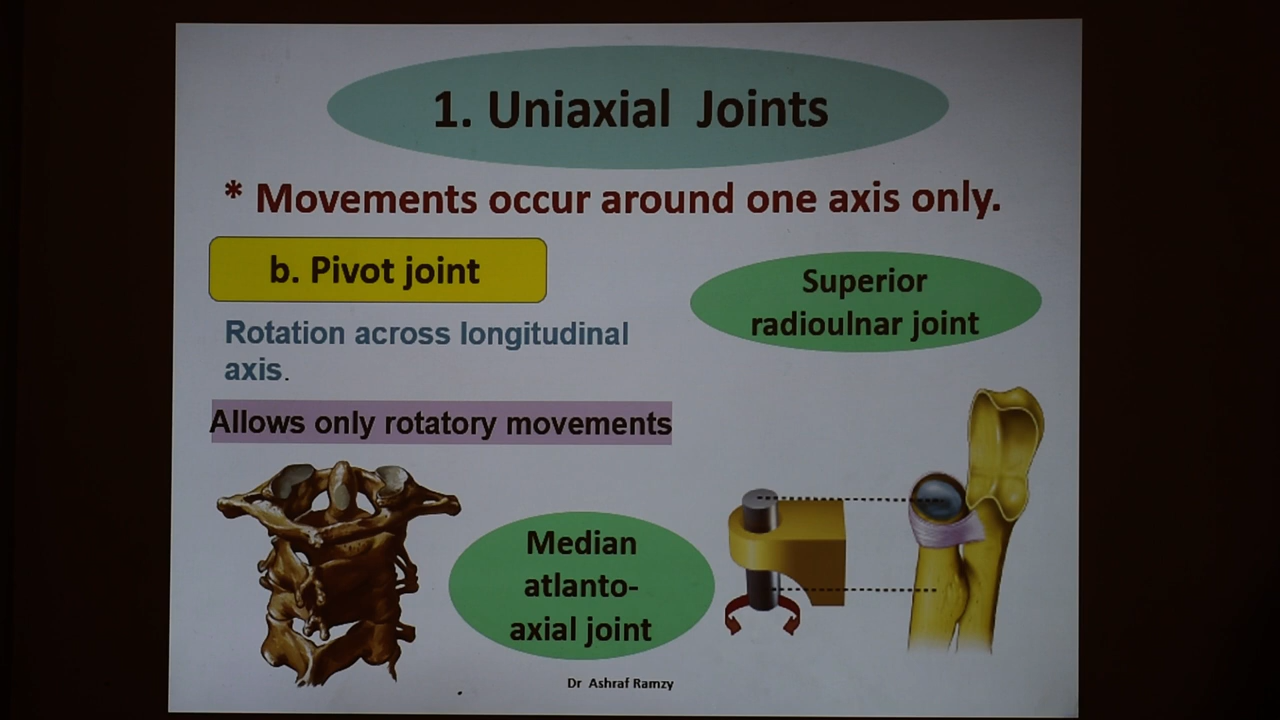 1. Uniaxial Joints
* Movements occur around one axis only.
b. Pivot joint
Superior
radioulnar joint
Rotation across longitudinal
axis.
Allows only rotatory movements
Median
atlanto-
axial joint
Dr Ashraf Ramzy